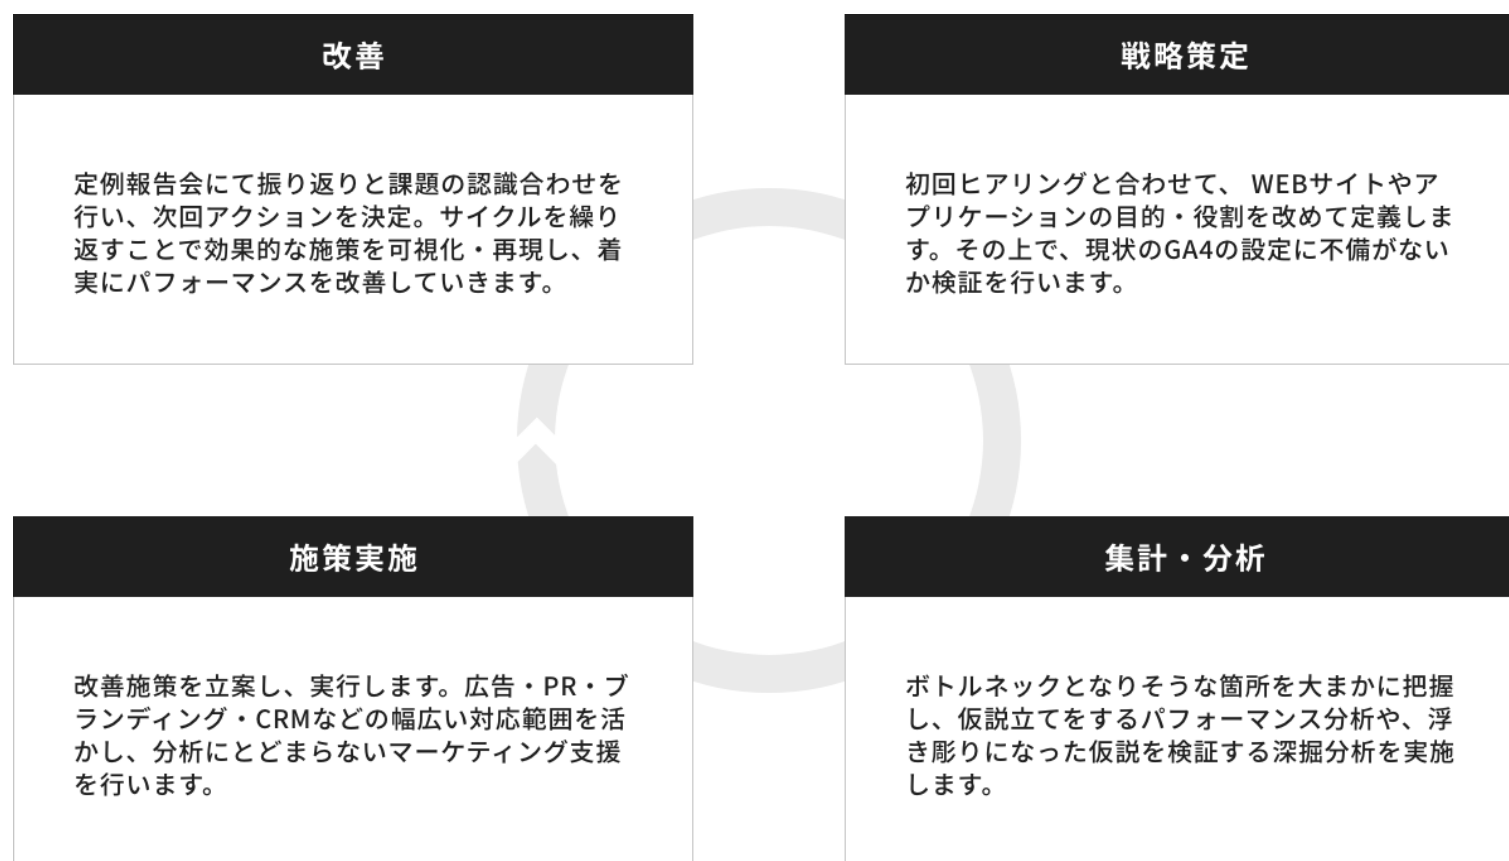 改善
定例報告会にて振り返りと課題の認識合わせを
行い、次回アクションを決定。サイクルを繰り
返すことで効果的な施策を可視化・再現し、着
実にパフォーマンスを改善していきます。
戦略策定
初回ヒアリングと合わせて、 WEBサイトやア
プリケーションの目的・役割を改めて定義しま
す。その上で、現状のGA4の設定に不備がない
か検証を行います。
施策実施
改善施策を立案し、実行します。広告・PR・ブ
ランディング・CRMなどの幅広い対応範囲を活
かし、分析にとどまらないマーケティング支援
を行います。
集計・分析
ボトルネックとなりそうな箇所を大まかに把握
し、仮説立てをするパフォーマンス分析や、浮
き彫りになった仮説を検証する深掘分析を実施
します。